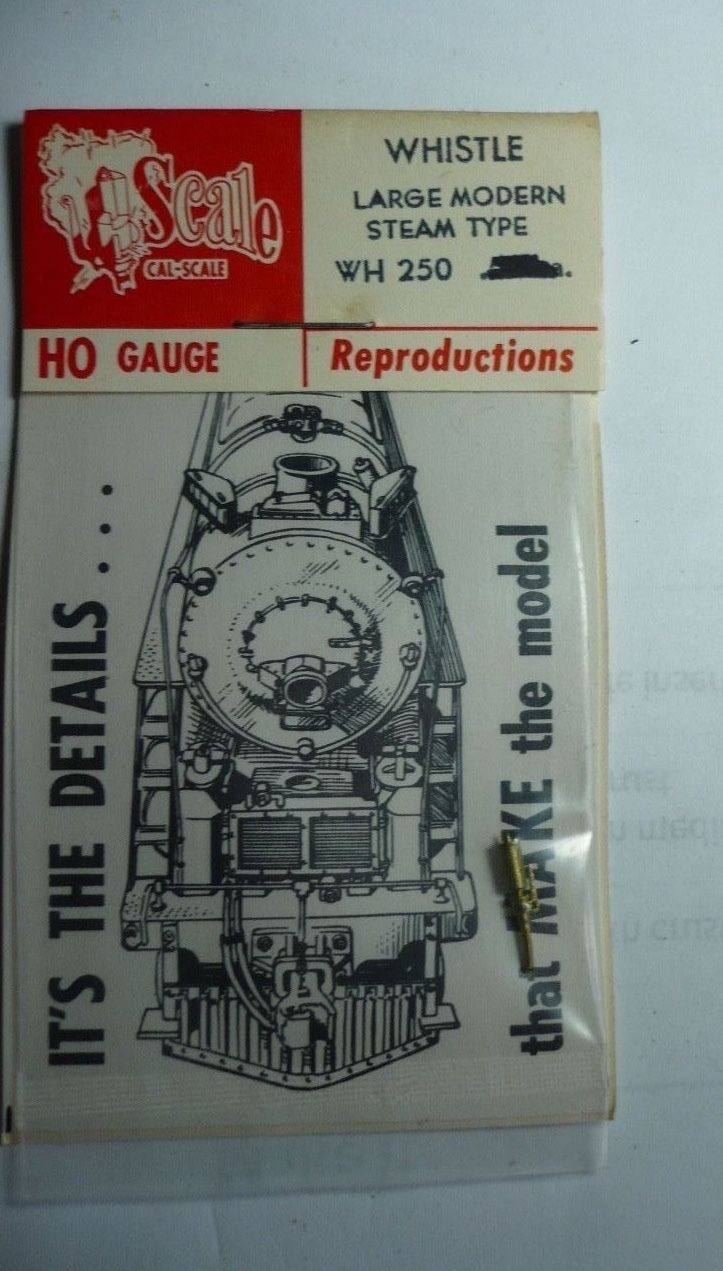 Scale
CAL-SCALE
WHISTLE
LARGE MODERN
STEAM TYPE
WH 250
HO GAUGE
Reproductions
IT'S THE DETAILS . . .
that MAKE the model